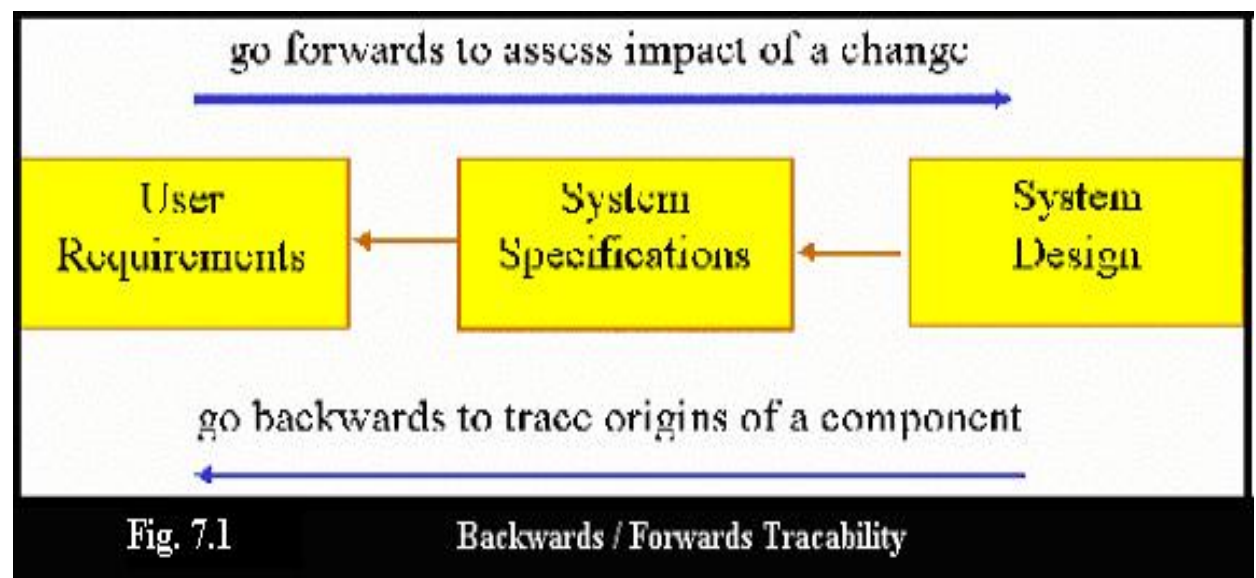 go forwards to assess impact of a change
User
Requirements
System
Specifications
System
Design
go backwards to trace origins of a component
Fig. 7.1 Backwards / Forwards Tracability